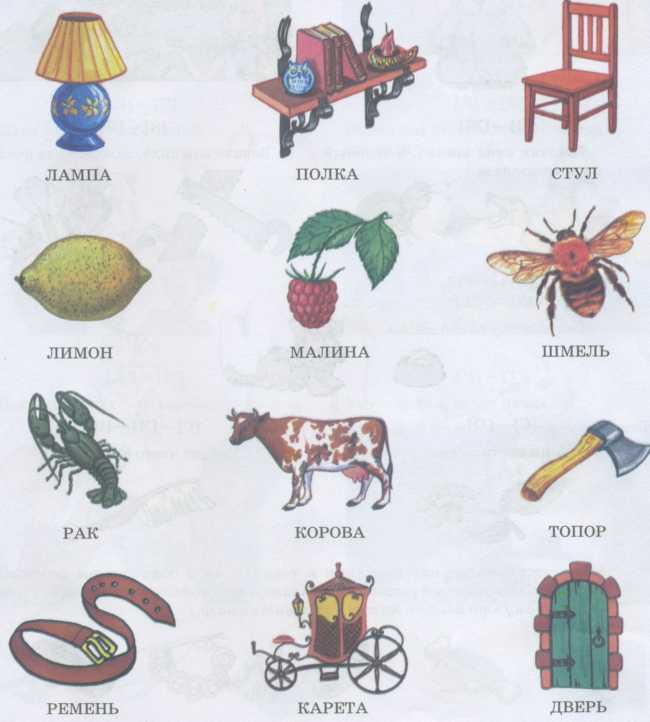 ЛАМПА
ПОЛКА
СТУЛ
ЛИМОН
МАЛИНА
ШМЕЛЬ
РАК
КОРОВА
ТОПОР
РЕМЕНЬ
КАРЕТА
ДВЕРЬ